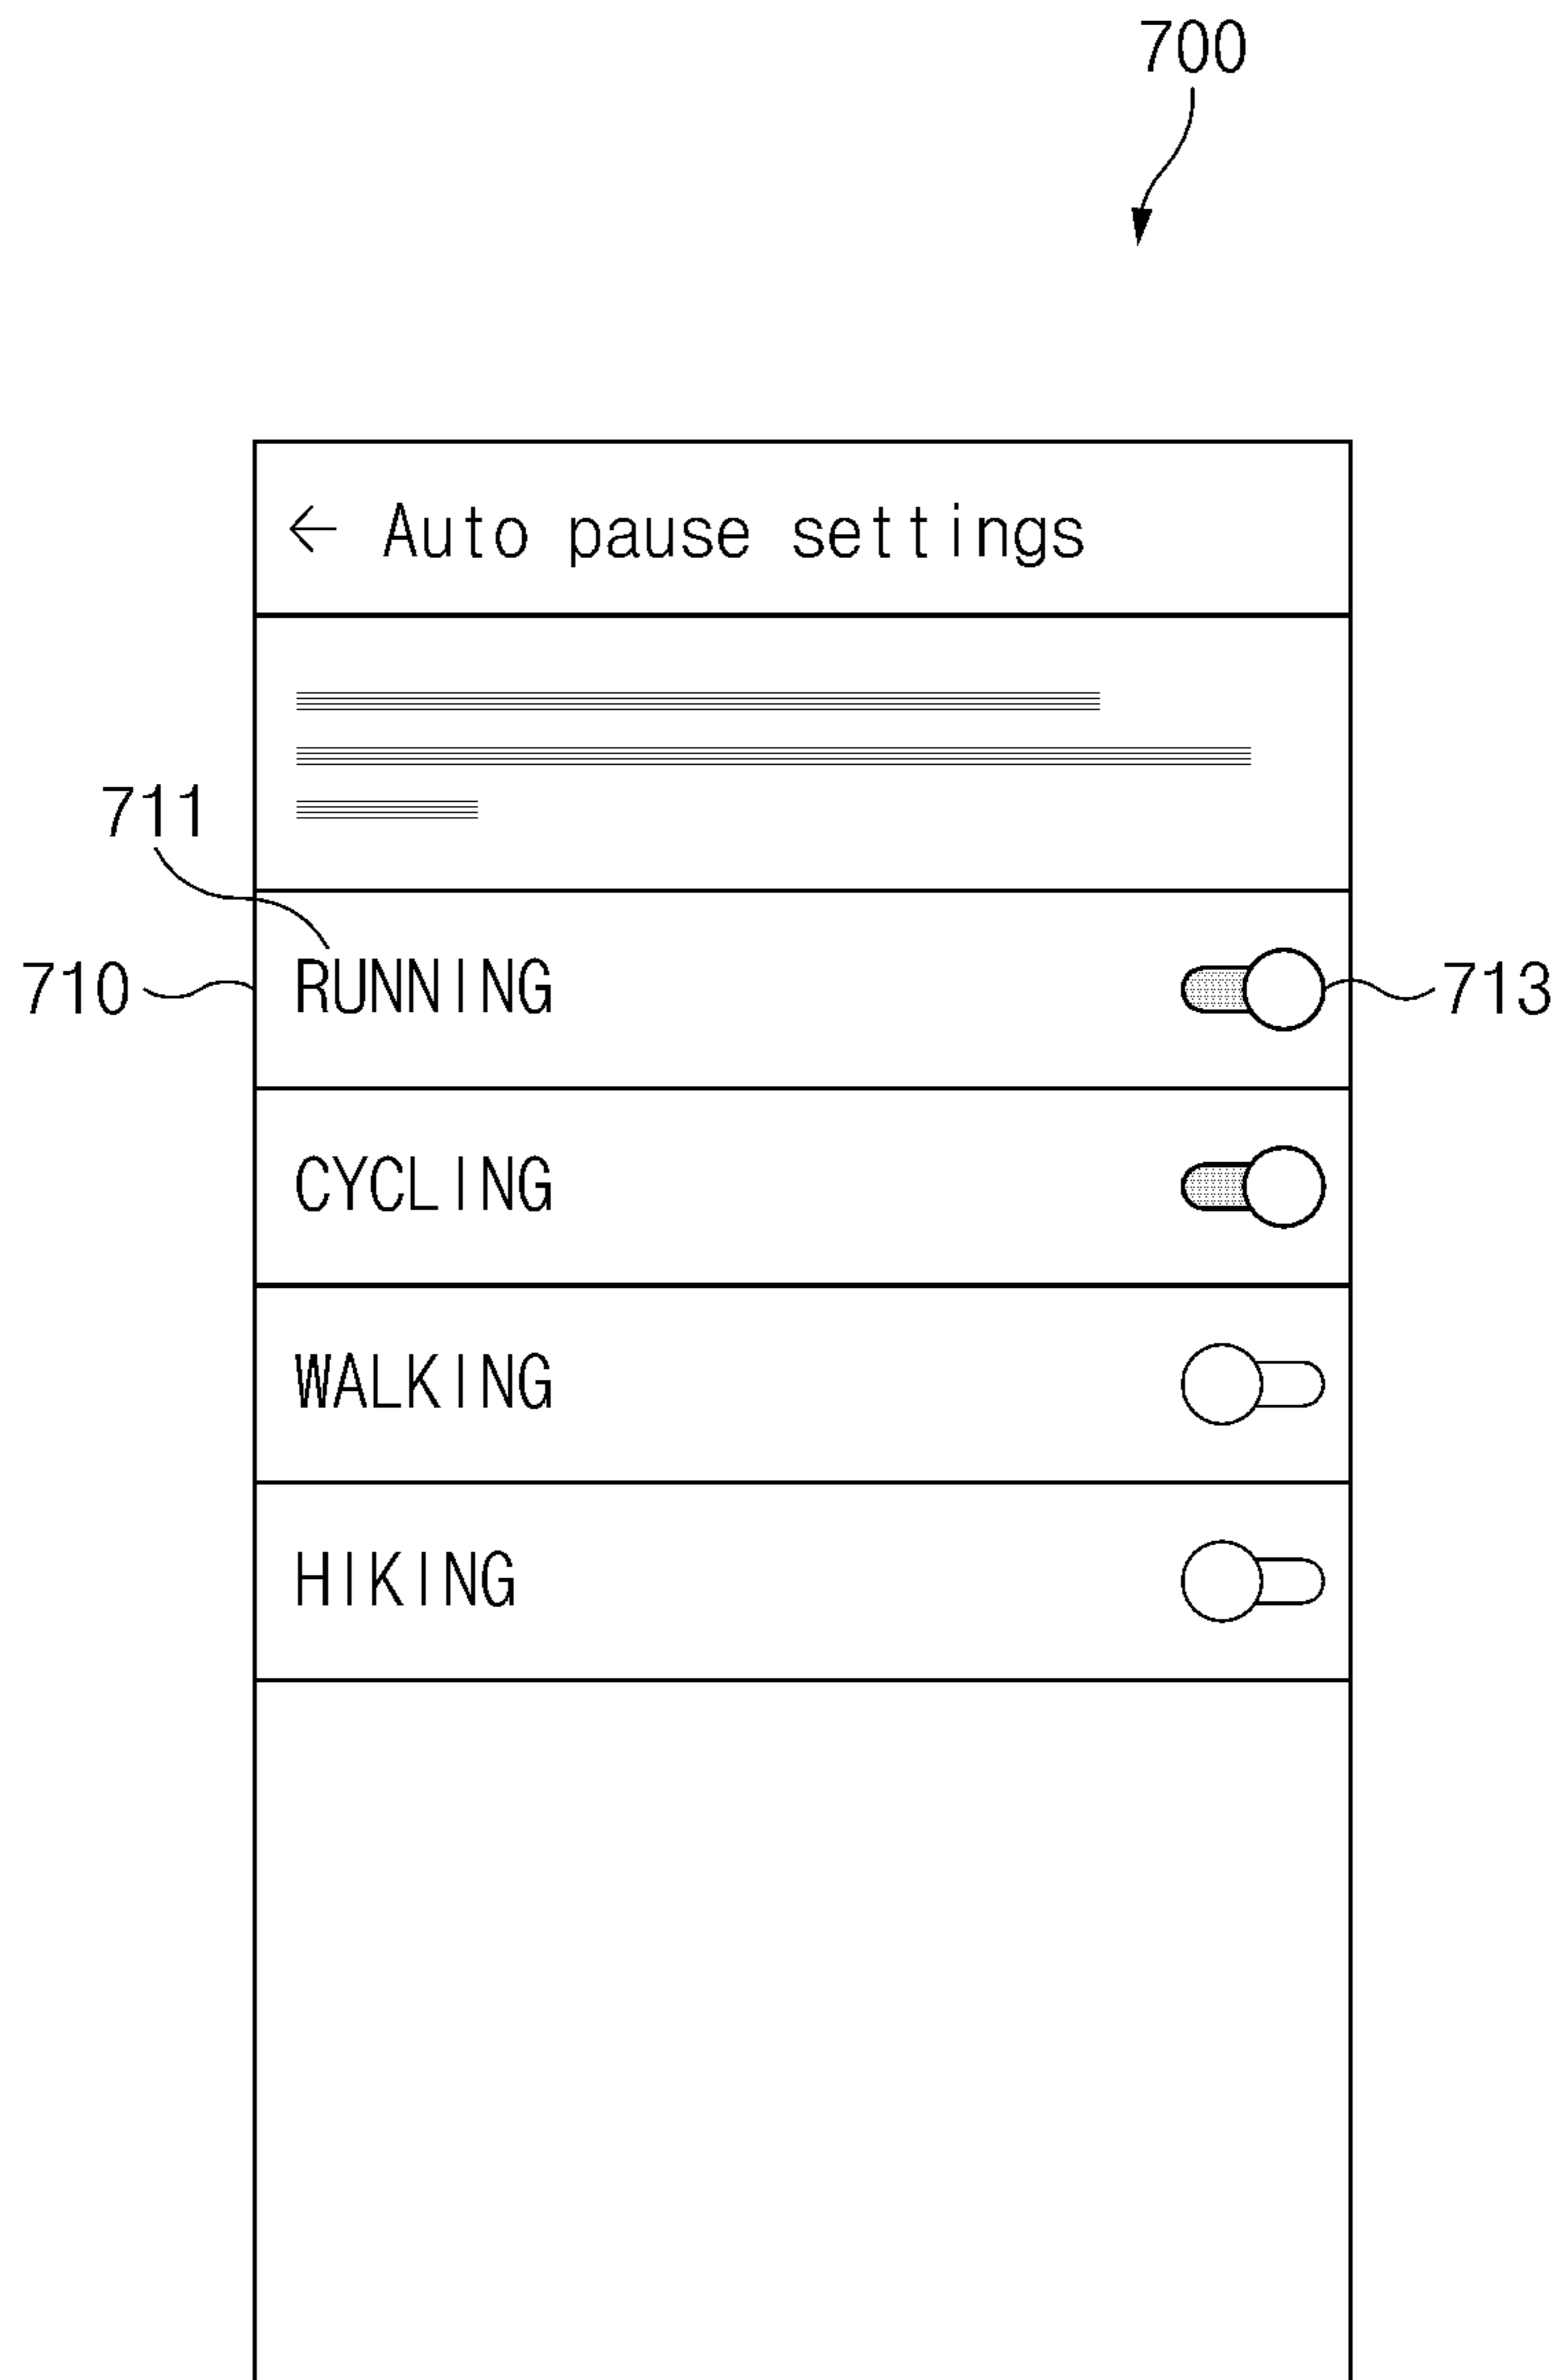 700
← Auto pause settings
711
710 RUNNING 713
CYCLING
WALKING
HIKING